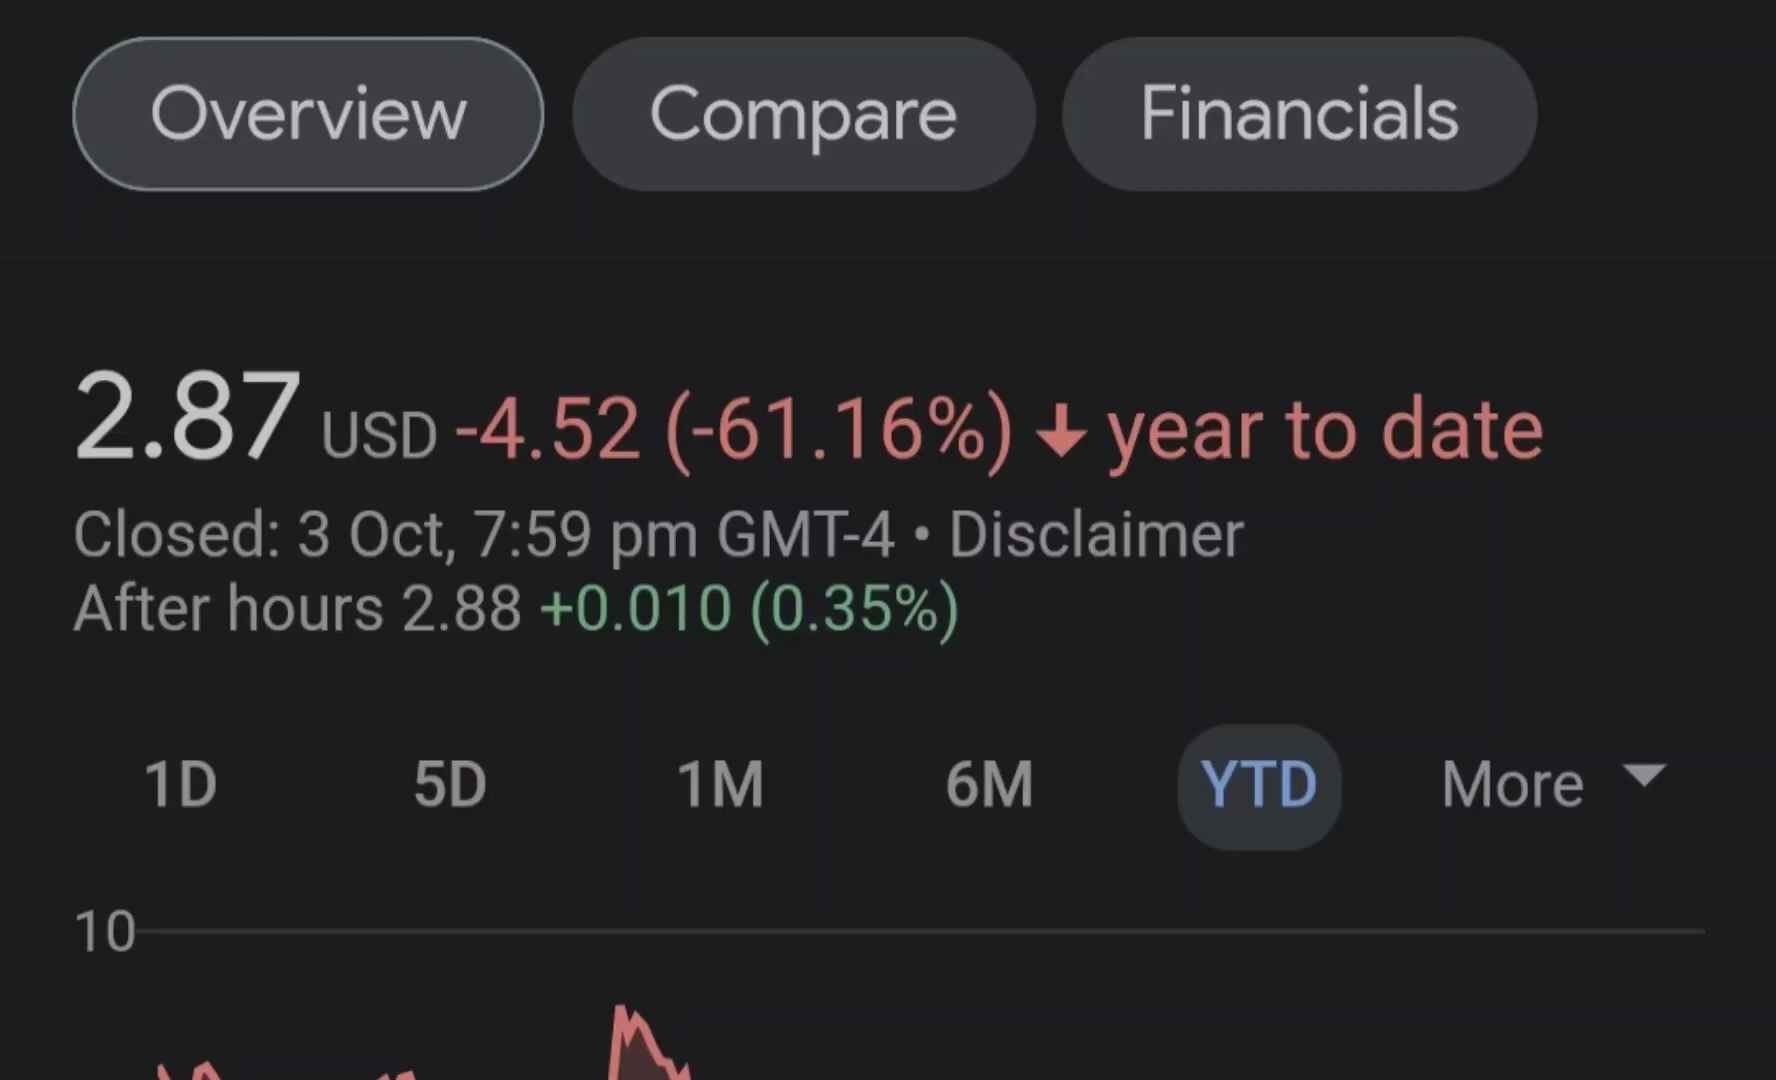 Overview Compare Financials
2.87 USD -4.52 (-61.16%) ↓ year to date
Closed: 3 Oct, 7:59 pm GMT-4 • Disclaimer
After hours 2.88 +0.010 (0.35%)
1D 5D 1M 6M YTD More
10